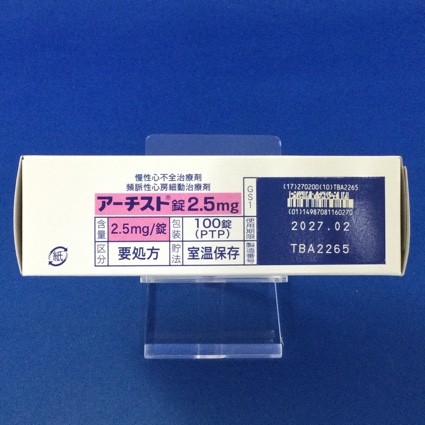 慢性心不全治療剤
頻脈性心房細動治療剤
アーチスト錠2.5mg
含量 2.5mg/錠 包装 100錠(PTP)
区分 要処方 貯法 室温保存
GS1
(17)270200(10)TBA2265
(01)14987081160270
使用期限 2027.02
製造番号 TBA2265
紙